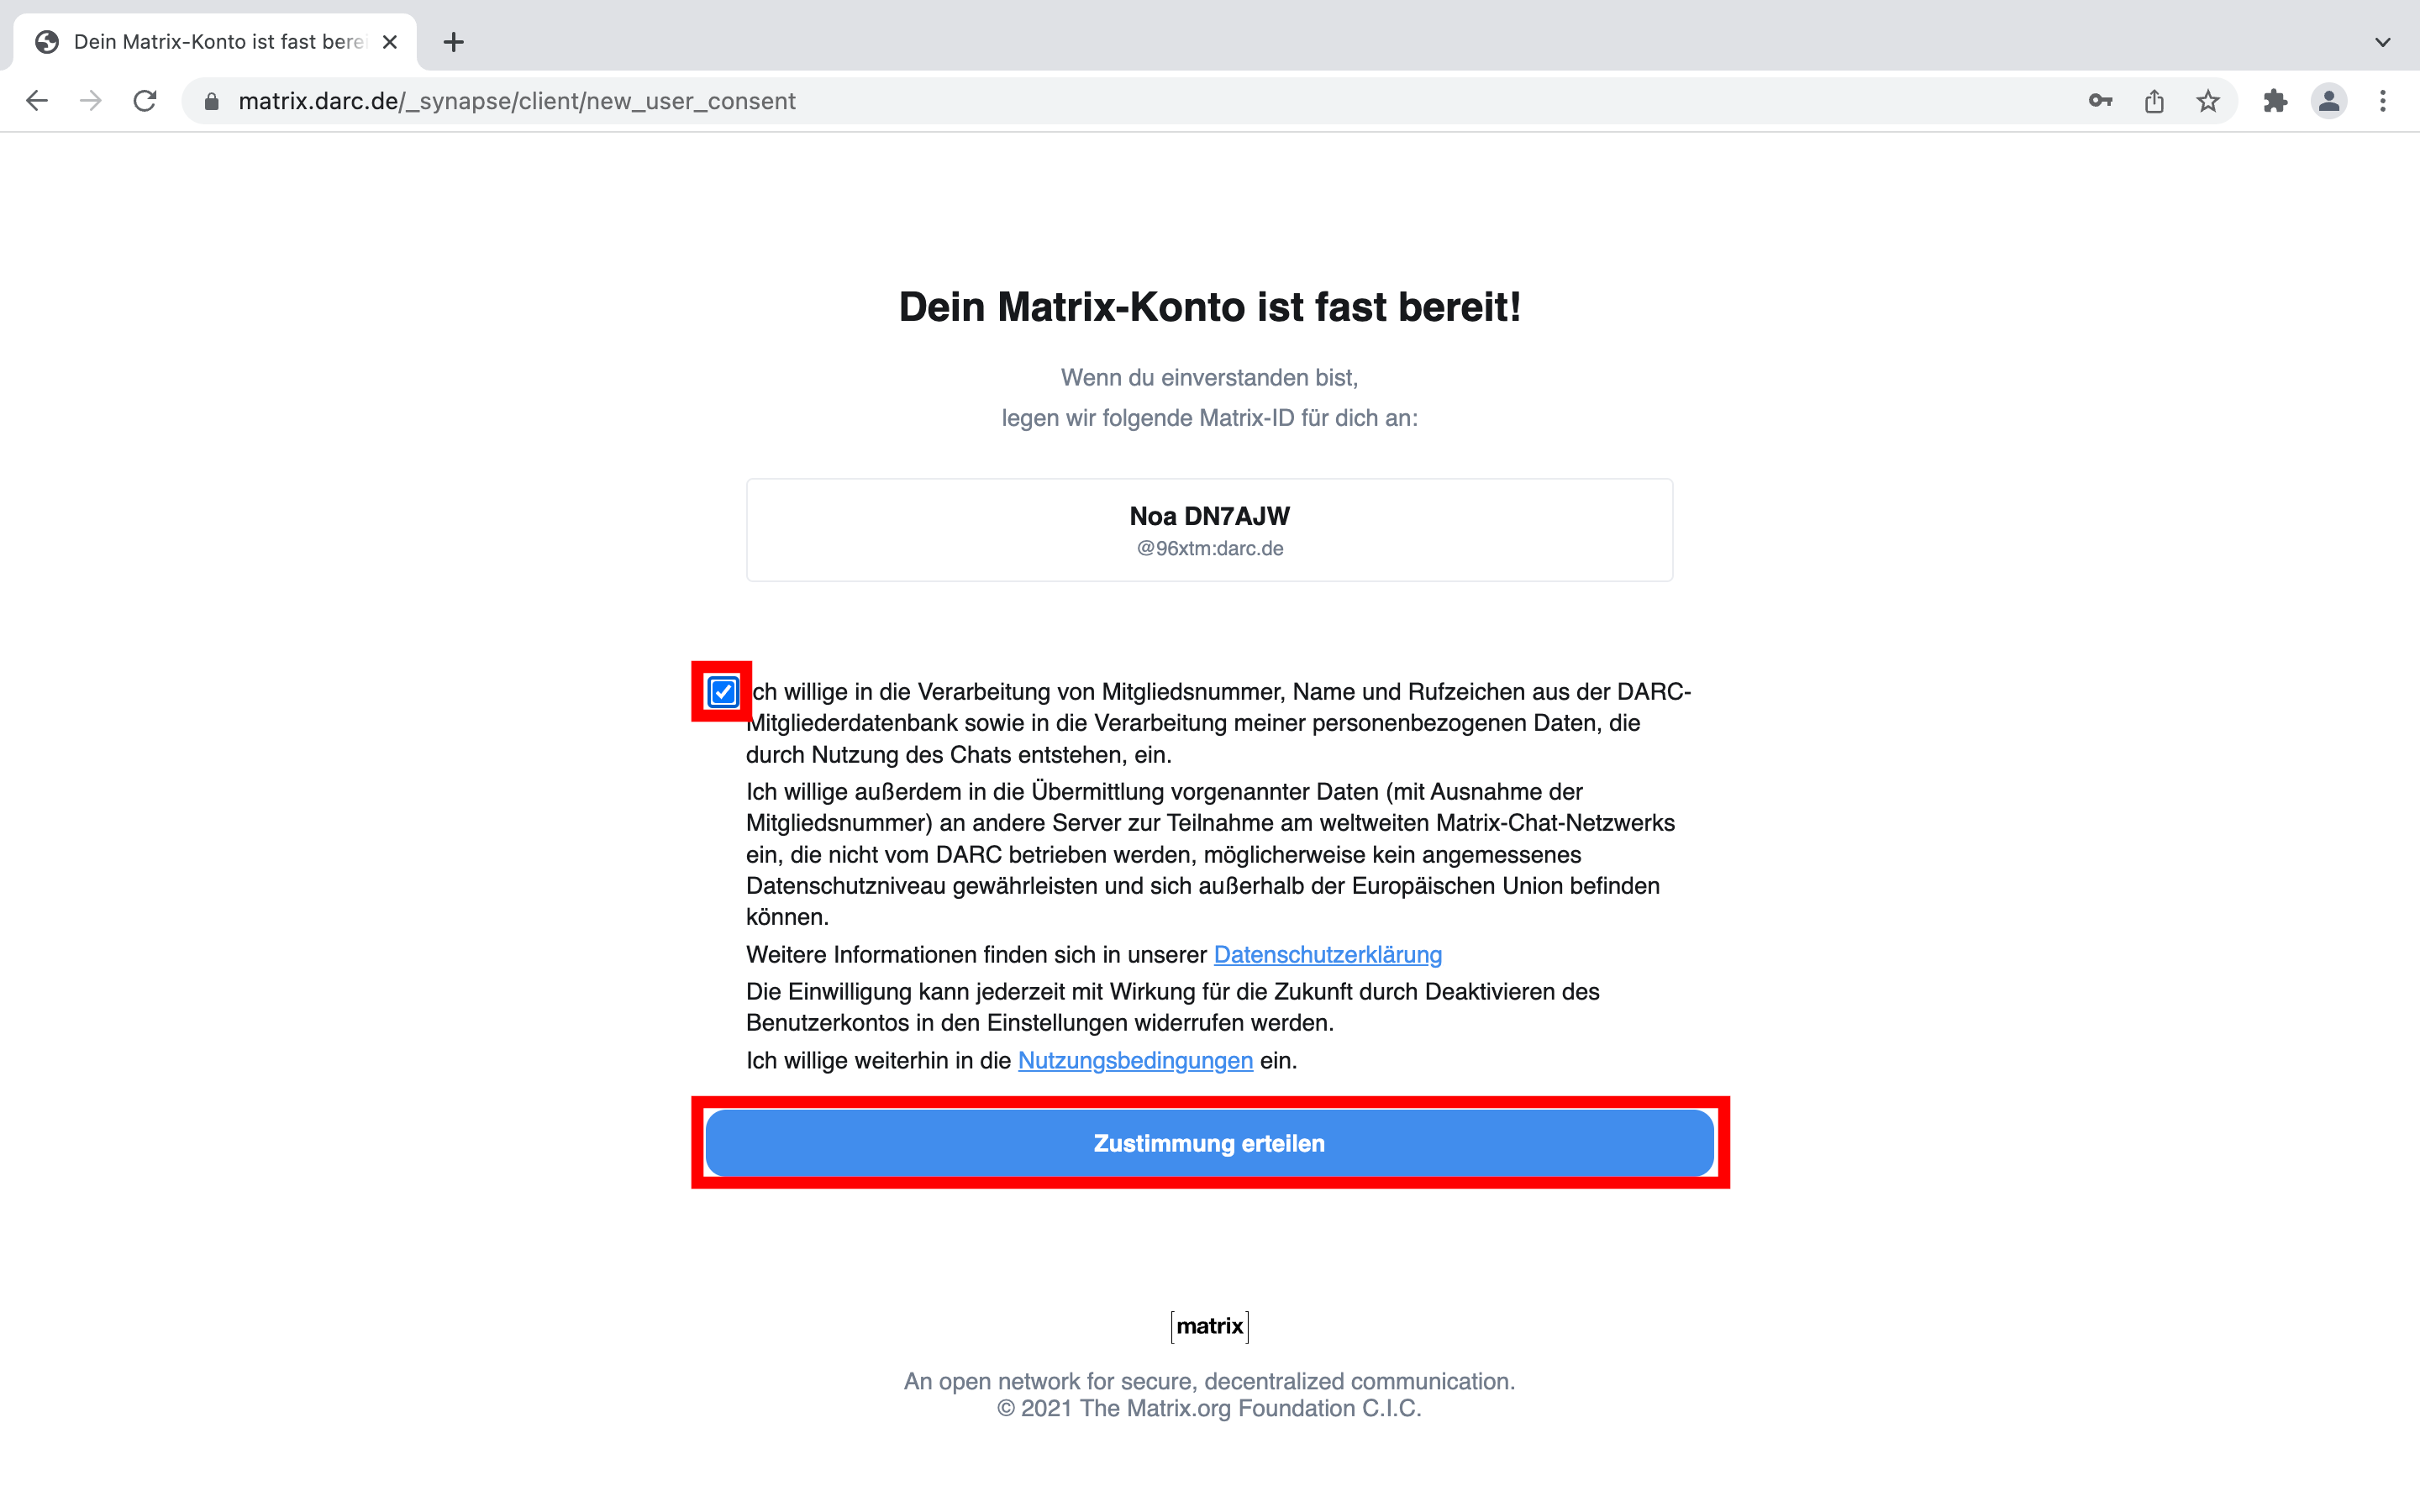 Dein Matrix-Konto ist fast berei
matrix.darc.de/_synapse/client/new_user_consent
Dein Matrix-Konto ist fast bereit!
Wenn du einverstanden bist,
legen wir folgende Matrix-ID für dich an:
Noa DN7AJW
@96xtm:darc.de
Ich willige in die Verarbeitung von Mitgliedsnummer, Name und Rufzeichen aus der DARC-
Mitgliederdatenbank sowie in die Verarbeitung meiner personenbezogenen Daten, die
durch Nutzung des Chats entstehen, ein.
Ich willige außerdem in die Übermittlung vorgenannter Daten (mit Ausnahme der
Mitgliedsnummer) an andere Server zur Teilnahme am weltweiten Matrix-Chat-Netzwerks
ein, die nicht vom DARC betrieben werden, möglicherweise kein angemessenes
Datenschutzniveau gewährleisten und sich außerhalb der Europäischen Union befinden
können.
Weitere Informationen finden sich in unserer Datenschutzerklärung
Die Einwilligung kann jederzeit mit Wirkung für die Zukunft durch Deaktivieren des
Benutzerkontos in den Einstellungen widerrufen werden.
Ich willige weiterhin in die Nutzungsbedingungen ein.
Zustimmung erteilen
[matrix]
An open network for secure, decentralized communication.
© 2021 The Matrix.org Foundation C.I.C.